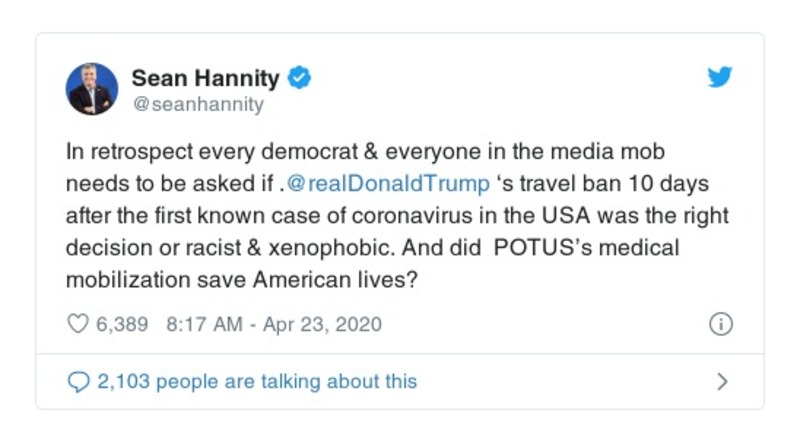 Sean Hannity
@seanhannity
In retrospect every democrat & everyone in the media mob
needs to be asked if .@realDonaldTrump ‘s travel ban 10 days
after the first known case of coronavirus in the USA was the right
decision or racist & xenophobic. And did  POTUS’s medical
mobilization save American lives?
6,389 8:17 AM - Apr 23, 2020
2,103 people are talking about this